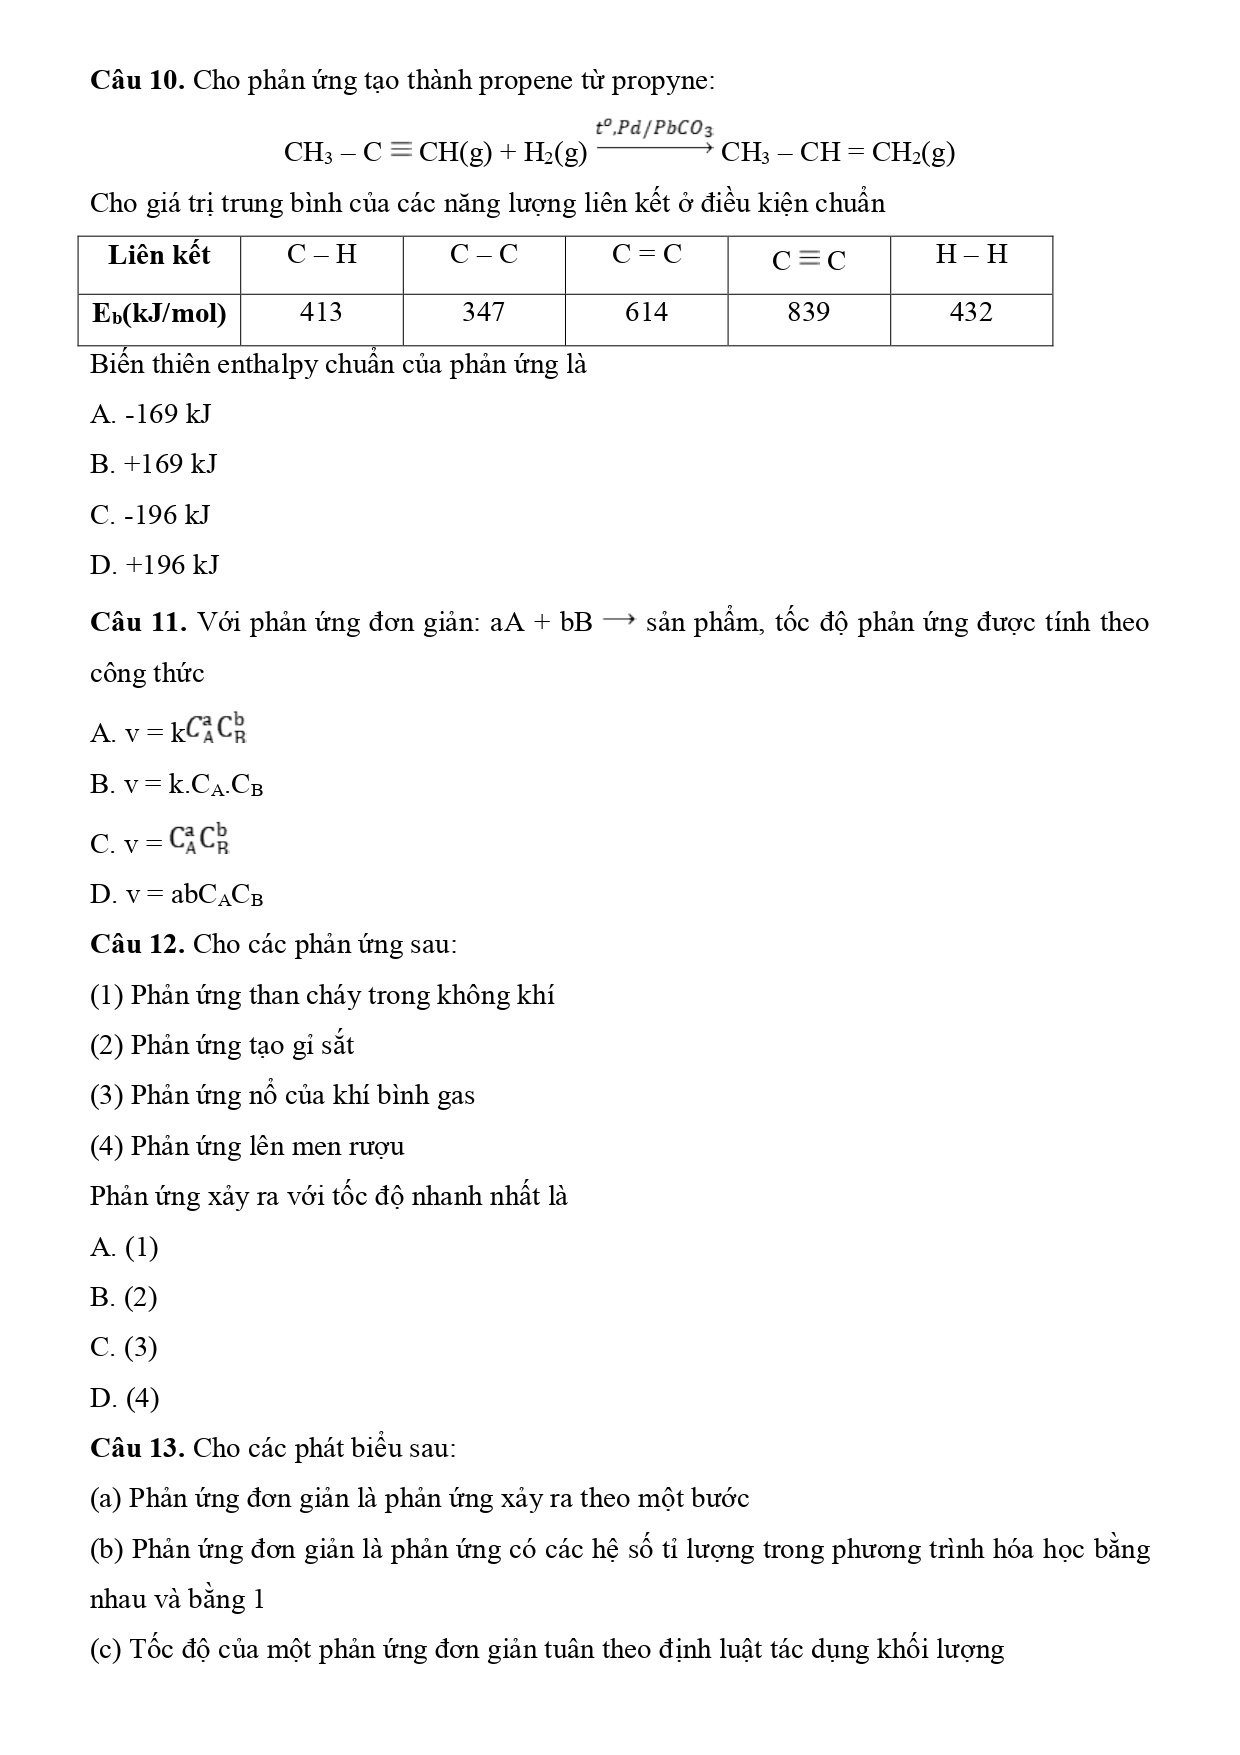 Câu 10. Cho phản ứng tạo thành propene từ propyne:
CH₃ – C ≡ CH(g) + H₂(g) \xrightarrow{t^o, Pd/PbCO_3} CH₃ – CH = CH₂(g)
Cho giá trị trung bình của các năng lượng liên kết ở điều kiện chuẩn
Liên kết C – H C – C C = C C ≡ C H – H
E_b(kJ/mol) 413 347 614 839 432
Biến thiên enthalpy chuẩn của phản ứng là
A. -169 kJ
B. +169 kJ
C. -196 kJ
D. +196 kJ
Câu 11. Với phản ứng đơn giản: aA + bB ⟶ sản phẩm, tốc độ phản ứng được tính theo
công thức
A. v = kC_A^a C_B^b
B. v = k.C_A.C_B
C. v = C_A^a C_B^b
D. v = abC_AC_B
Câu 12. Cho các phản ứng sau:
(1) Phản ứng than cháy trong không khí
(2) Phản ứng tạo gỉ sắt
(3) Phản ứng nổ của khí bình gas
(4) Phản ứng lên men rượu
Phản ứng xảy ra với tốc độ nhanh nhất là
A. (1)
B. (2)
C. (3)
D. (4)
Câu 13. Cho các phát biểu sau:
(a) Phản ứng đơn giản là phản ứng xảy ra theo một bước
(b) Phản ứng đơn giản là phản ứng có các hệ số tỉ lượng trong phương trình hóa học bằng
nhau và bằng 1
(c) Tốc độ của một phản ứng đơn giản tuân theo định luật tác dụng khối lượng